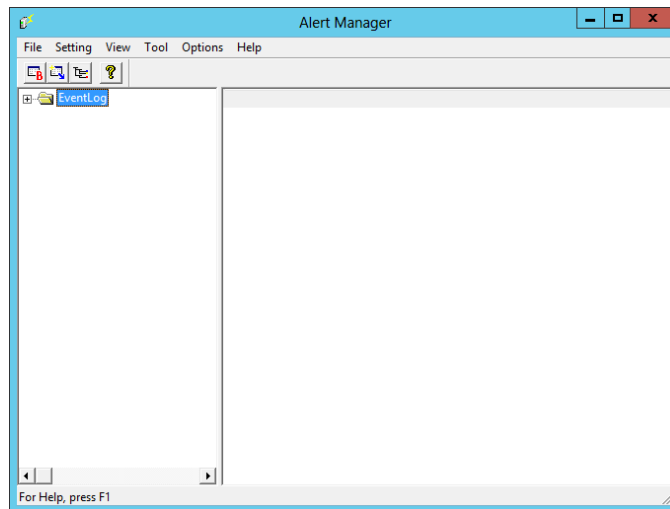 Alert Manager
File Setting View Tool Options Help
EventLog
For Help, press F1